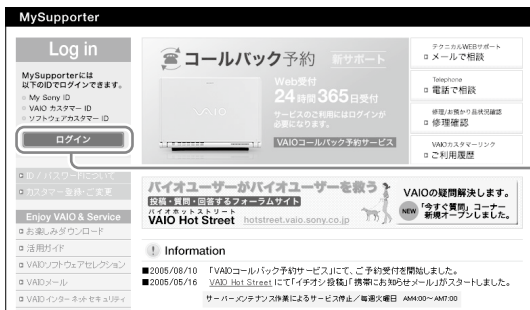 MySupporter
Log in
MySupporterには
以下のIDでログインできます。
My Sony ID
VAIO カスタマー ID
ソフトウェアカスタマー ID
ログイン
ID / パスワードについて
カスタマー登録・ご変更
Enjoy VAIO & Service
お楽しみダウンロード
活用ガイド
VAIOソフトウェアセレクション
VAIOメール
VAIOインターネットセキュリティ
コールバック予約 新サポート
Web受付
24時間365日受付
サービスのご利用にはログインが
必要になります。
VAIOコールバック予約サービス
VAIO
テクニカルWEBサポート
メールで相談
Telephone
電話で相談
修理/お預かり品状況確認
修理確認
VAIOカスタマーリンク
ご利用履歴
バイオユーザーがバイオユーザーを救う
投稿・質問・回答するフォーラムサイト
バイオホットストリート
VAIO Hot Street hotstreet.vaio.sony.co.jp
VAIOの疑問解決します。
NEW 「今すぐ質問」コーナー
新規オープンしました。
Information
■2005/08/10 「VAIOコールバック予約サービス」にて、ご予約受付を開始しました。
■2005/05/16 VAIO Hot Street にて「イチオシ投稿」「携帯にお知らせメール」がスタートしました。
サーバーメンテナンス作業によるサービス停止／毎週火曜日 AM4:00～AM7:00